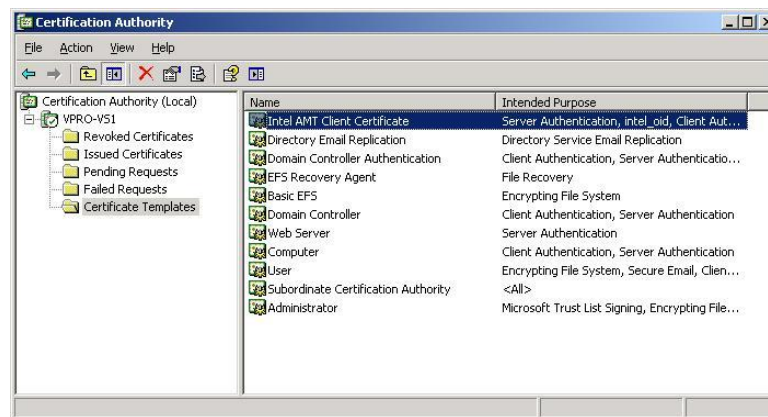 Certification Authority
File Action View Help
Certification Authority (Local)
VPRO-VS1
Revoked Certificates
Issued Certificates
Pending Requests
Failed Requests
Certificate Templates
Name Intended Purpose
Intel AMT Client Certificate Server Authentication, intel_oid, Client Aut...
Directory Email Replication Directory Service Email Replication
Domain Controller Authentication Client Authentication, Server Authenticatio...
EFS Recovery Agent File Recovery
Basic EFS Encrypting File System
Domain Controller Client Authentication, Server Authentication
Web Server Server Authentication
Computer Client Authentication, Server Authentication
User Encrypting File System, Secure Email, Clien...
Subordinate Certification Authority <All>
Administrator Microsoft Trust List Signing, Encrypting File...